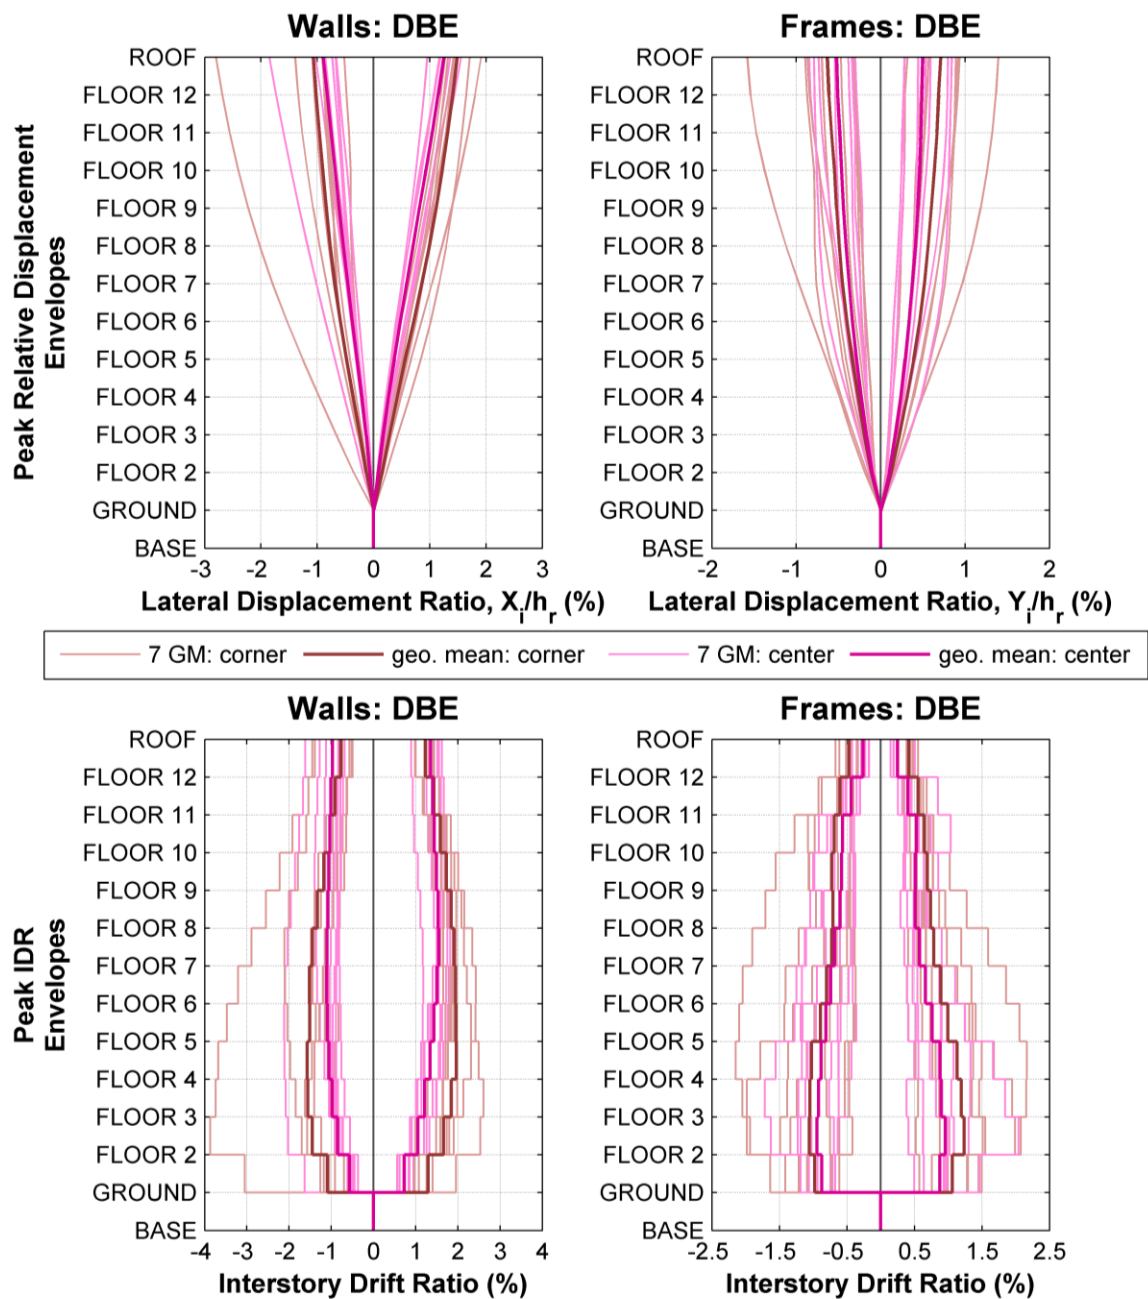 Walls: DBE
Frames: DBE
Peak Relative Displacement
Envelopes
ROOF
FLOOR 12
FLOOR 11
FLOOR 10
FLOOR 9
FLOOR 8
FLOOR 7
FLOOR 6
FLOOR 5
FLOOR 4
FLOOR 3
FLOOR 2
GROUND
BASE
-3 -2 -1 0 1 2 3
Lateral Displacement Ratio, X_i/h_r (%)
ROOF
FLOOR 12
FLOOR 11
FLOOR 10
FLOOR 9
FLOOR 8
FLOOR 7
FLOOR 6
FLOOR 5
FLOOR 4
FLOOR 3
FLOOR 2
GROUND
BASE
-2 -1 0 1 2
Lateral Displacement Ratio, Y_i/h_r (%)
7 GM: corner geo. mean: corner 7 GM: center geo. mean: center
Walls: DBE
Frames: DBE
Peak IDR
Envelopes
ROOF
FLOOR 12
FLOOR 11
FLOOR 10
FLOOR 9
FLOOR 8
FLOOR 7
FLOOR 6
FLOOR 5
FLOOR 4
FLOOR 3
FLOOR 2
GROUND
BASE
-4 -3 -2 -1 0 1 2 3 4
Interstory Drift Ratio (%)
ROOF
FLOOR 12
FLOOR 11
FLOOR 10
FLOOR 9
FLOOR 8
FLOOR 7
FLOOR 6
FLOOR 5
FLOOR 4
FLOOR 3
FLOOR 2
GROUND
BASE
-2.5 -1.5 -0.5 0.5 1.5 2.5
Interstory Drift Ratio (%)